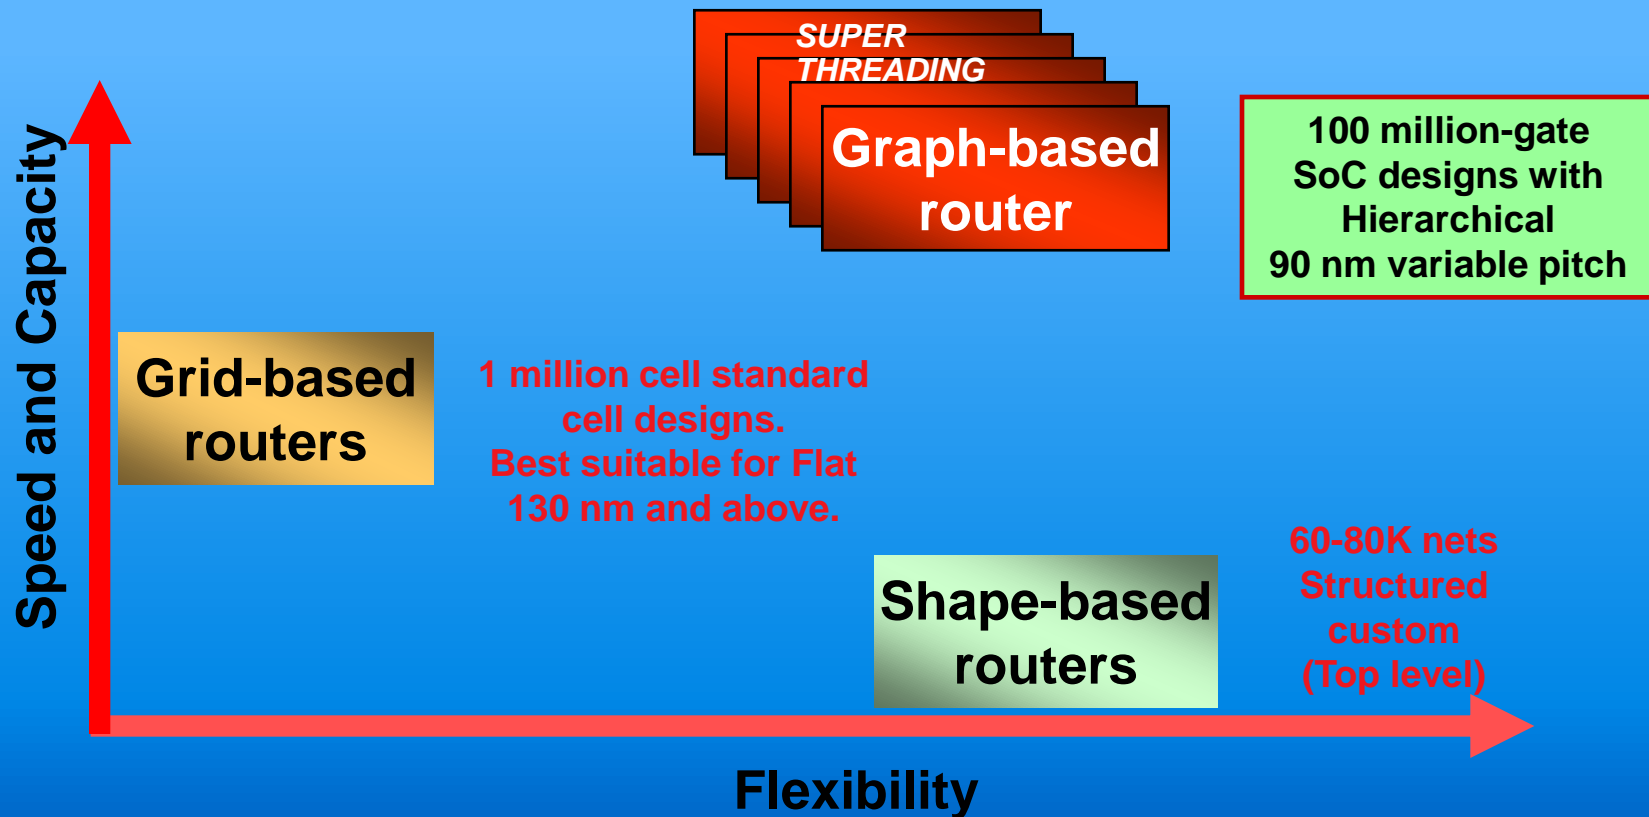 SUPER
THREADING
Graph-based
router
100 million-gate
SoC designs with
Hierarchical
90 nm variable pitch
Speed and Capacity
Grid-based
routers
1 million cell standard
cell designs.
Best suitable for Flat
130 nm and above.
Shape-based
routers
60-80K nets
Structured
custom
(Top level)
Flexibility